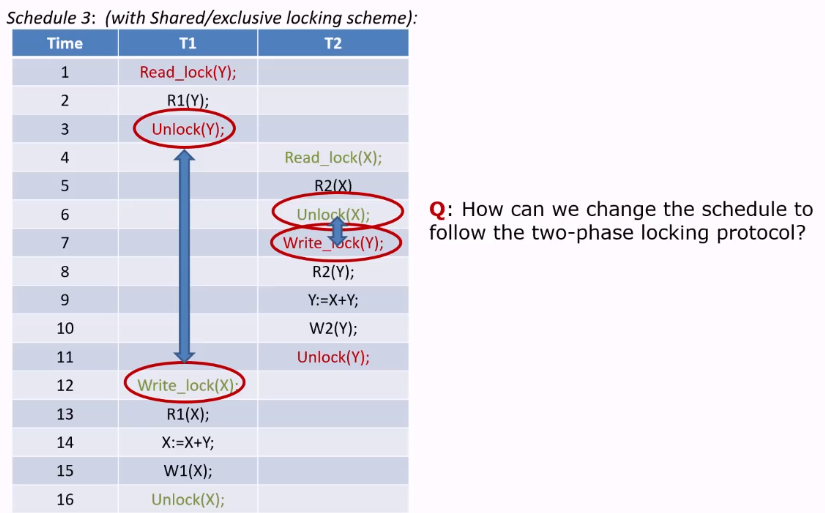 Schedule 3: (with Shared/exclusive locking scheme):
Time T1 T2
1 Read_lock(Y);
2 R1(Y);
3 Unlock(Y);
4 Read_lock(X);
5 R2(X)
6 Unlock(X);
7 Write_lock(Y);
8 R2(Y);
9 Y:=X+Y;
10 W2(Y);
11 Unlock(Y);
12 Write_lock(X);
13 R1(X);
14 X:=X+Y;
15 W1(X);
16 Unlock(X);
Q: How can we change the schedule to
follow the two-phase locking protocol?